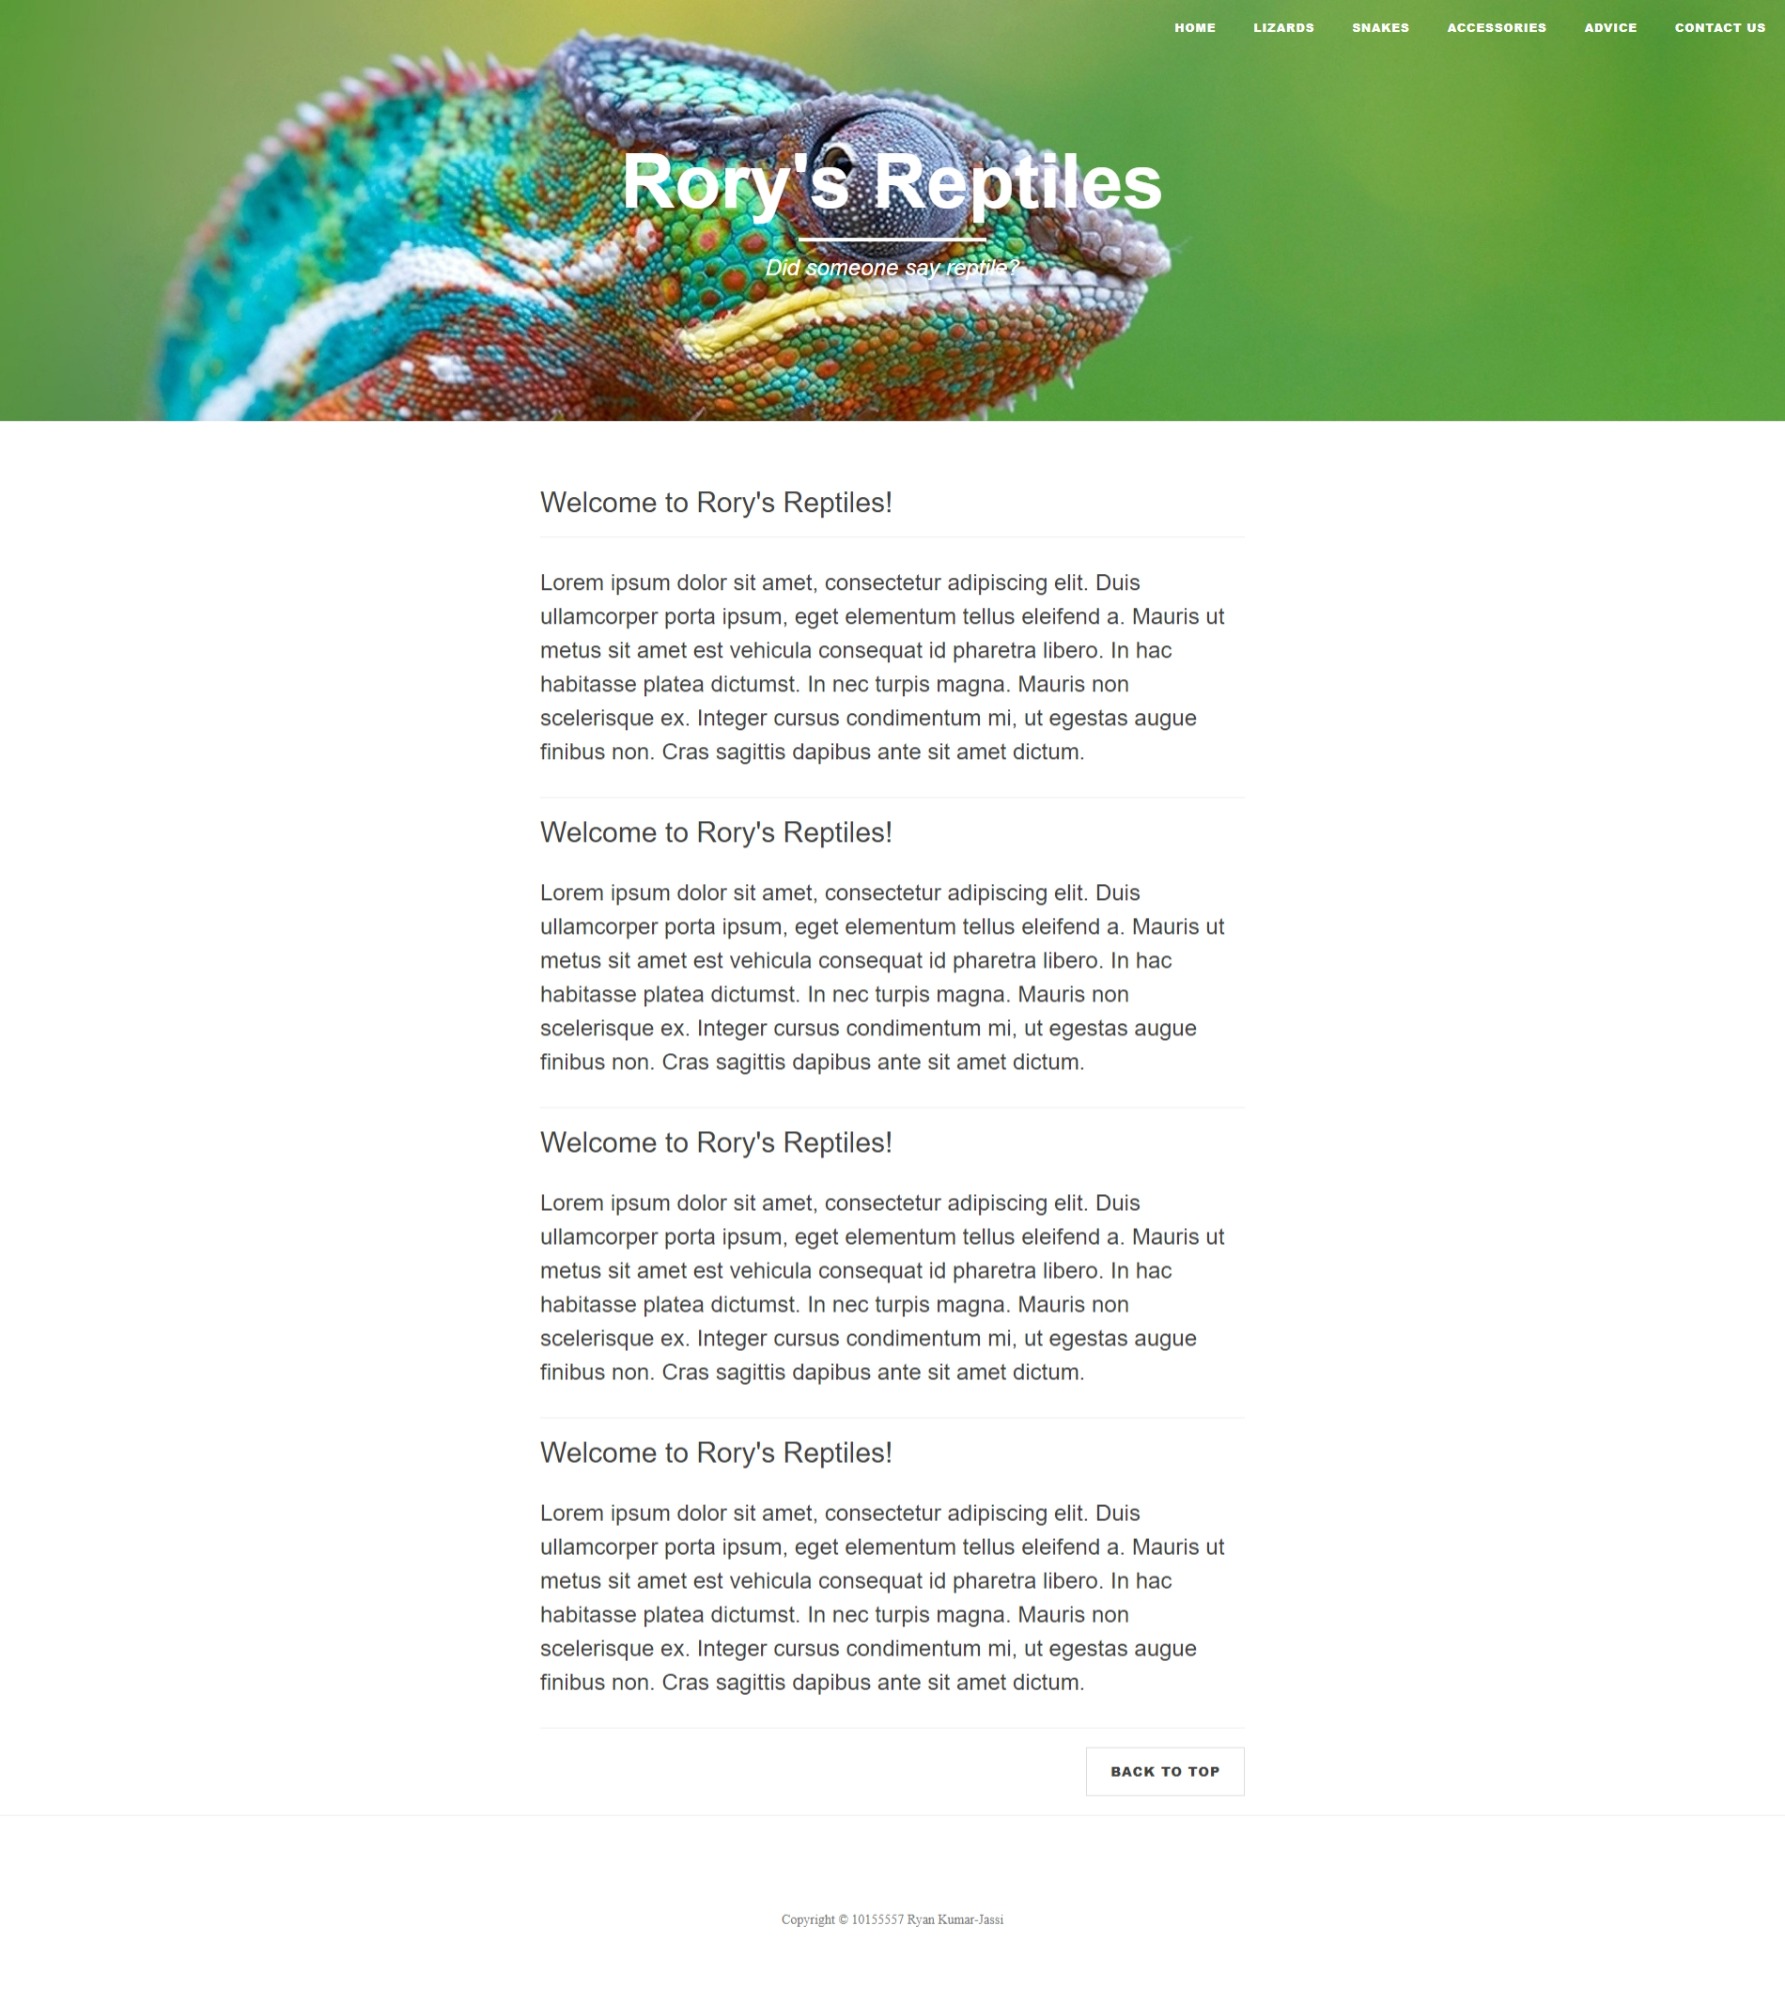 HOME LIZARDS SNAKES ACCESSORIES ADVICE CONTACT US
Rory's Reptiles
Did someone say reptile?
Welcome to Rory's Reptiles!
Lorem ipsum dolor sit amet, consectetur adipiscing elit. Duis
ullamcorper porta ipsum, eget elementum tellus eleifend a. Mauris ut
metus sit amet est vehicula consequat id pharetra libero. In hac
habitasse platea dictumst. In nec turpis magna. Mauris non
scelerisque ex. Integer cursus condimentum mi, ut egestas augue
finibus non. Cras sagittis dapibus ante sit amet dictum.
Welcome to Rory's Reptiles!
Lorem ipsum dolor sit amet, consectetur adipiscing elit. Duis
ullamcorper porta ipsum, eget elementum tellus eleifend a. Mauris ut
metus sit amet est vehicula consequat id pharetra libero. In hac
habitasse platea dictumst. In nec turpis magna. Mauris non
scelerisque ex. Integer cursus condimentum mi, ut egestas augue
finibus non. Cras sagittis dapibus ante sit amet dictum.
Welcome to Rory's Reptiles!
Lorem ipsum dolor sit amet, consectetur adipiscing elit. Duis
ullamcorper porta ipsum, eget elementum tellus eleifend a. Mauris ut
metus sit amet est vehicula consequat id pharetra libero. In hac
habitasse platea dictumst. In nec turpis magna. Mauris non
scelerisque ex. Integer cursus condimentum mi, ut egestas augue
finibus non. Cras sagittis dapibus ante sit amet dictum.
Welcome to Rory's Reptiles!
Lorem ipsum dolor sit amet, consectetur adipiscing elit. Duis
ullamcorper porta ipsum, eget elementum tellus eleifend a. Mauris ut
metus sit amet est vehicula consequat id pharetra libero. In hac
habitasse platea dictumst. In nec turpis magna. Mauris non
scelerisque ex. Integer cursus condimentum mi, ut egestas augue
finibus non. Cras sagittis dapibus ante sit amet dictum.
BACK TO TOP
Copyright © 10155557 Ryan Kumar-Jassi